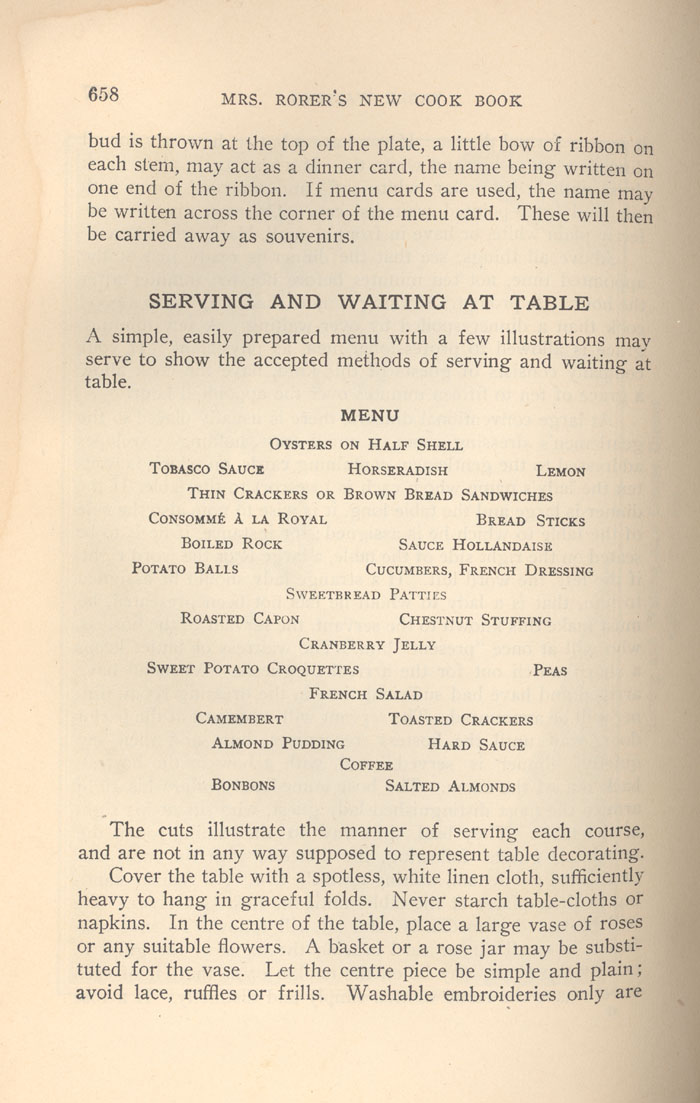 658 MRS. RORER'S NEW COOK BOOK
bud is thrown at the top of the plate, a little bow of ribbon on
each stem, may act as a dinner card, the name being written on
one end of the ribbon. If menu cards are used, the name may
be written across the corner of the menu card. These will then
be carried away as souvenirs.
SERVING AND WAITING AT TABLE
A simple, easily prepared menu with a few illustrations may
serve to show the accepted methods of serving and waiting at
table.
MENU
OYSTERS ON HALF SHELL
TOBASCO SAUCE HORSERADISH LEMON
THIN CRACKERS OR BROWN BREAD SANDWICHES
CONSOMMÉ À LA ROYAL BREAD STICKS
BOILED ROCK SAUCE HOLLANDAISE
POTATO BALLS CUCUMBERS, FRENCH DRESSING
SWEETBREAD PATTIES
ROASTED CAPON CHESTNUT STUFFING
CRANBERRY JELLY
SWEET POTATO CROQUETTES PEAS
FRENCH SALAD
CAMEMBERT TOASTED CRACKERS
ALMOND PUDDING HARD SAUCE
COFFEE
BONBONS SALTED ALMONDS
The cuts illustrate the manner of serving each course,
and are not in any way supposed to represent table decorating.
Cover the table with a spotless, white linen cloth, sufficiently
heavy to hang in graceful folds. Never starch table-cloths or
napkins. In the centre of the table, place a large vase of roses
or any suitable flowers. A basket or a rose jar may be substi-
tuted for the vase. Let the centre piece be simple and plain;
avoid lace, ruffles or frills. Washable embroideries only are